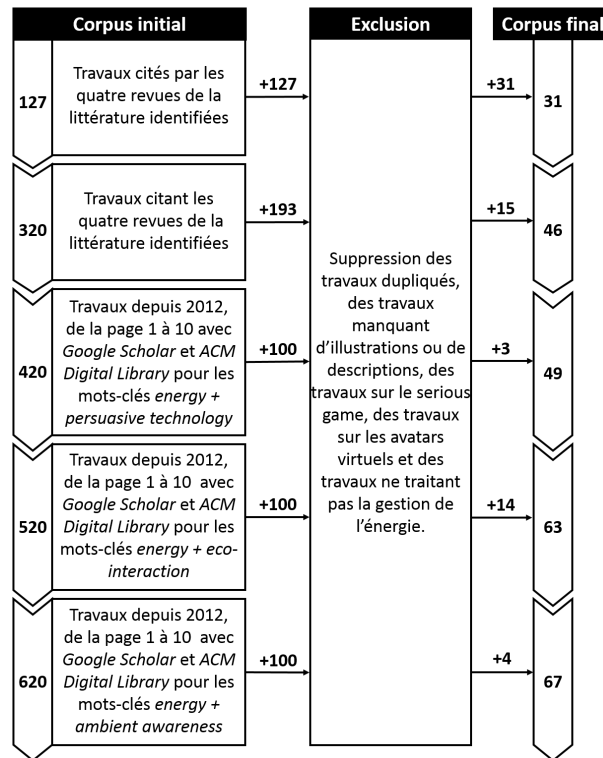 Corpus initial
Exclusion
Corpus final
127
Travaux cités par les
quatre revues de la
littérature identifiées
+127
+31
31
320
Travaux citant les
quatre revues de la
littérature identifiées
+193
+15
46
420
Travaux depuis 2012,
de la page 1 à 10 avec
Google Scholar et ACM
Digital Library pour les
mots-clés energy +
persuasive technology
+100
Suppression des
travaux dupliqués,
des travaux
manquant
d'illustrations ou de
descriptions, des
travaux sur le serious
game, des travaux
sur les avatars
virtuels et des
travaux ne traitant
pas la gestion de
l'énergie.
+3
49
520
Travaux depuis 2012,
de la page 1 à 10 avec
Google Scholar et ACM
Digital Library pour les
mots-clés energy + eco-
interaction
+100
+14
63
620
Travaux depuis 2012,
de la page 1 à 10 avec
Google Scholar et ACM
Digital Library pour les
mots-clés energy +
ambient awareness
+100
+4
67